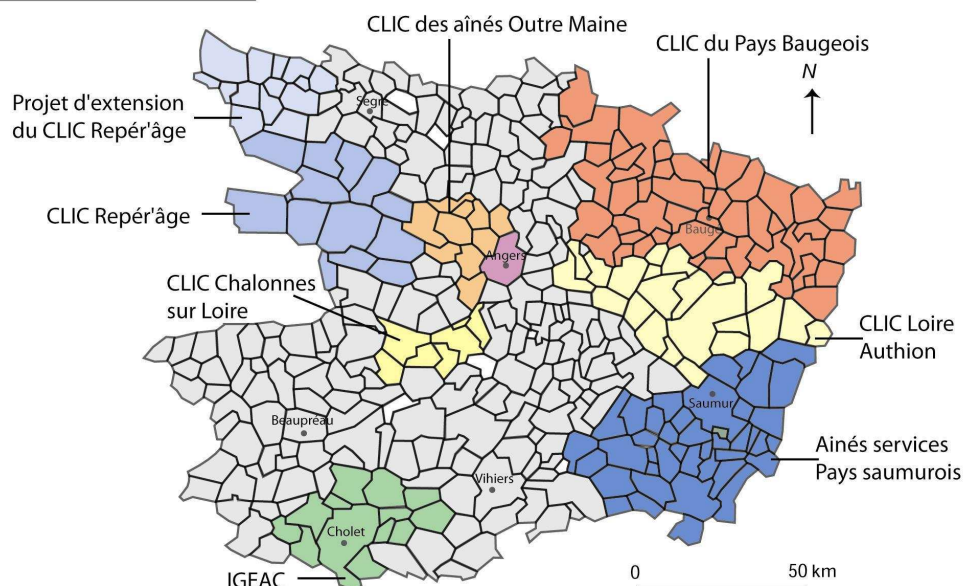 CLIC des aînés Outre Maine
CLIC du Pays Baugeois
N
Projet d'extension
du CLIC Repér'âge
Segré
CLIC Repér'âge
Baugé
Angers
CLIC Chalonnes
sur Loire
CLIC Loire
Authion
Saumur
Beaupréau
Ainés services
Pays saumurois
Vihiers
Cholet
IGEAC
0
50 km